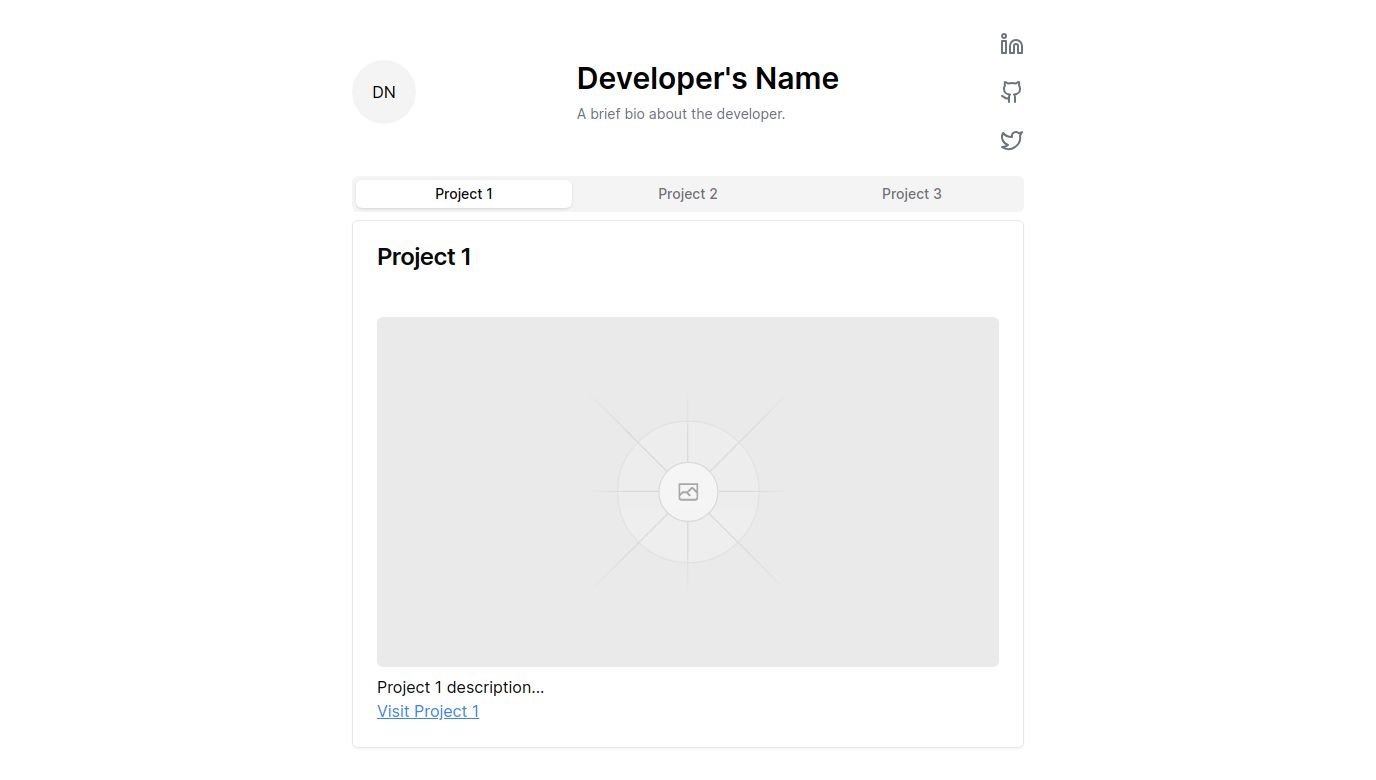 DN
Developer's Name
A brief bio about the developer.
Project 1
Project 2
Project 3
Project 1
Project 1 description...
Visit Project 1